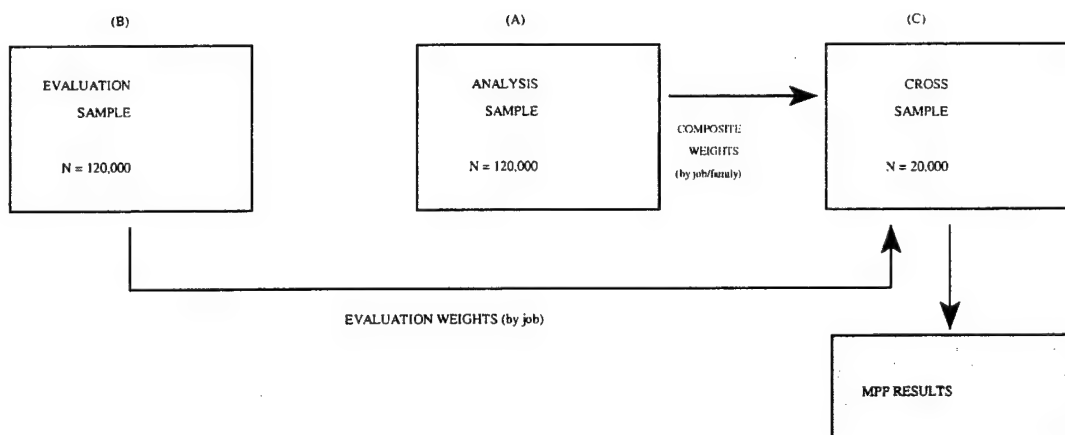 (B)
EVALUATION
SAMPLE
N = 120,000
(A)
ANALYSIS
SAMPLE
N = 120,000
COMPOSITE
WEIGHTS
(by job/family)
(C)
CROSS
SAMPLE
N = 20,000
EVALUATION WEIGHTS (by job)
MPP RESULTS